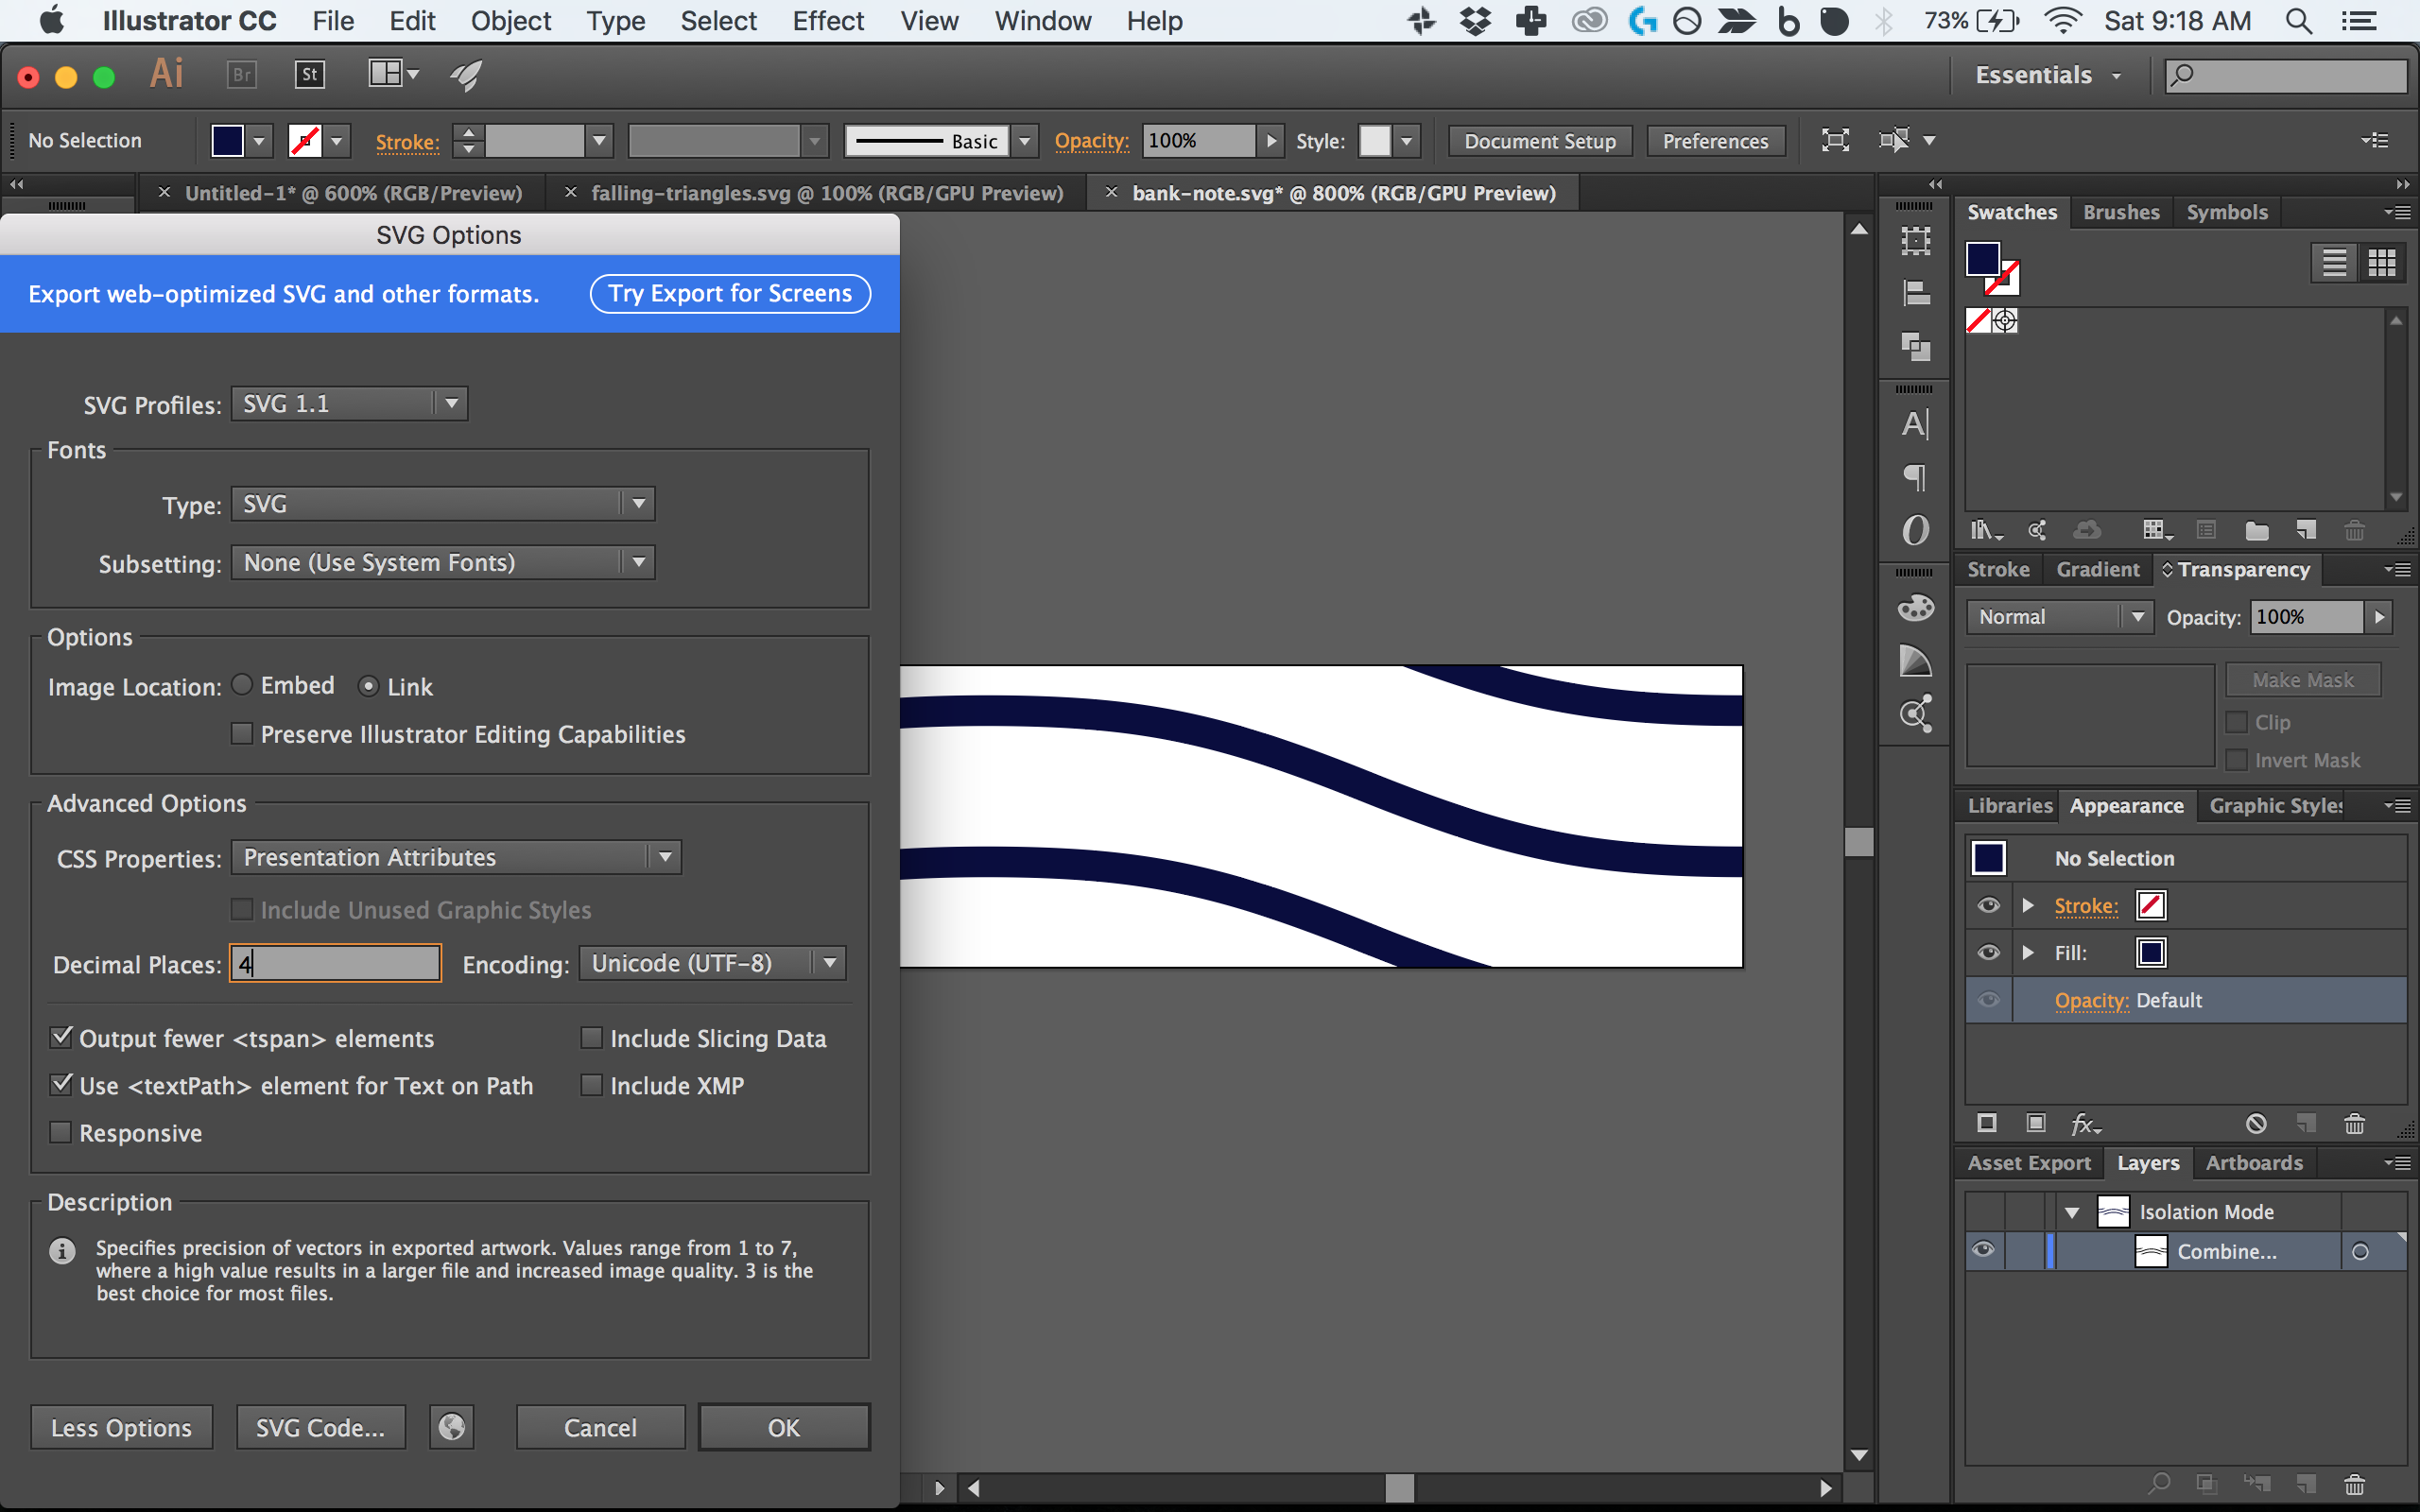 Illustrator CC File Edit Object Type Select Effect View Window Help 73% Sat 9:18 AM
Ai Br St Essentials
No Selection Stroke: Basic Opacity: 100% Style: Document Setup Preferences
Untitled-1* @ 600% (RGB/Preview) falling-triangles.svg @ 100% (RGB/GPU Preview) bank-note.svg* @ 800% (RGB/GPU Preview)
SVG Options
Export web-optimized SVG and other formats. Try Export for Screens
SVG Profiles: SVG 1.1
Fonts
Type: SVG
Subsetting: None (Use System Fonts)
Options
Image Location: Embed Link
Preserve Illustrator Editing Capabilities
Advanced Options
CSS Properties: Presentation Attributes
Include Unused Graphic Styles
Decimal Places: 4 Encoding: Unicode (UTF-8)
Output fewer <tspan> elements Include Slicing Data
Use <textPath> element for Text on Path Include XMP
Responsive
Description
Specifies precision of vectors in exported artwork. Values range from 1 to 7,
where a high value results in a larger file and increased image quality. 3 is the
best choice for most files.
Less Options SVG Code... Cancel OK
Swatches Brushes Symbols
Stroke Gradient Transparency
Normal Opacity: 100%
Make Mask
Clip
Invert Mask
Libraries Appearance Graphic Styles
No Selection
Stroke:
Fill:
Opacity: Default
fx
Asset Export Layers Artboards
Isolation Mode
Combine...